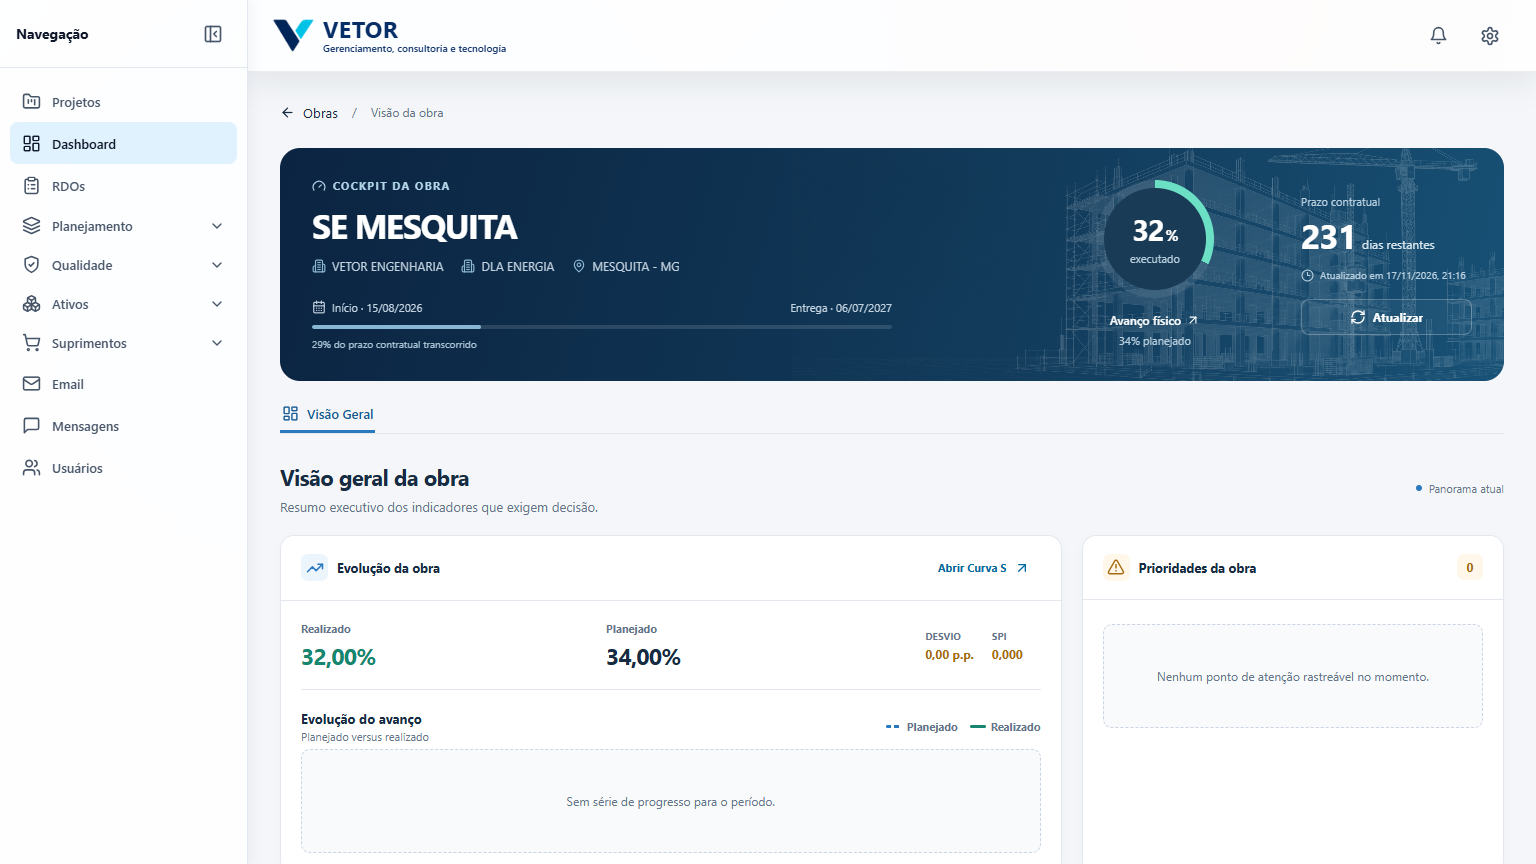 Navegação
Projetos
Dashboard
RDOs
Planejamento
Qualidade
Ativos
Suprimentos
Email
Mensagens
Usuários
VETOR
Gerenciamento, consultoria e tecnologia
Obras / Visão da obra
COCKPIT DA OBRA
SE MESQUITA
VETOR ENGENHARIA DLA ENERGIA MESQUITA - MG
Início · 15/08/2026 Entrega · 06/07/2027
29% do prazo contratual transcorrido
32%
executado
Avanço físico
34% planejado
Prazo contratual
231 dias restantes
Atualizado em 17/11/2026, 21:16
Atualizar
Visão Geral
Visão geral da obra
Resumo executivo dos indicadores que exigem decisão.
Panorama atual
Evolução da obra
Abrir Curva S
Realizado
32,00%
Planejado
34,00%
DESVIO
0,00 p.p.
SPI
0,000
Evolução do avanço
Planejado versus realizado
Planejado Realizado
Sem série de progresso para o período.
Prioridades da obra
0
Nenhum ponto de atenção rastreável no momento.